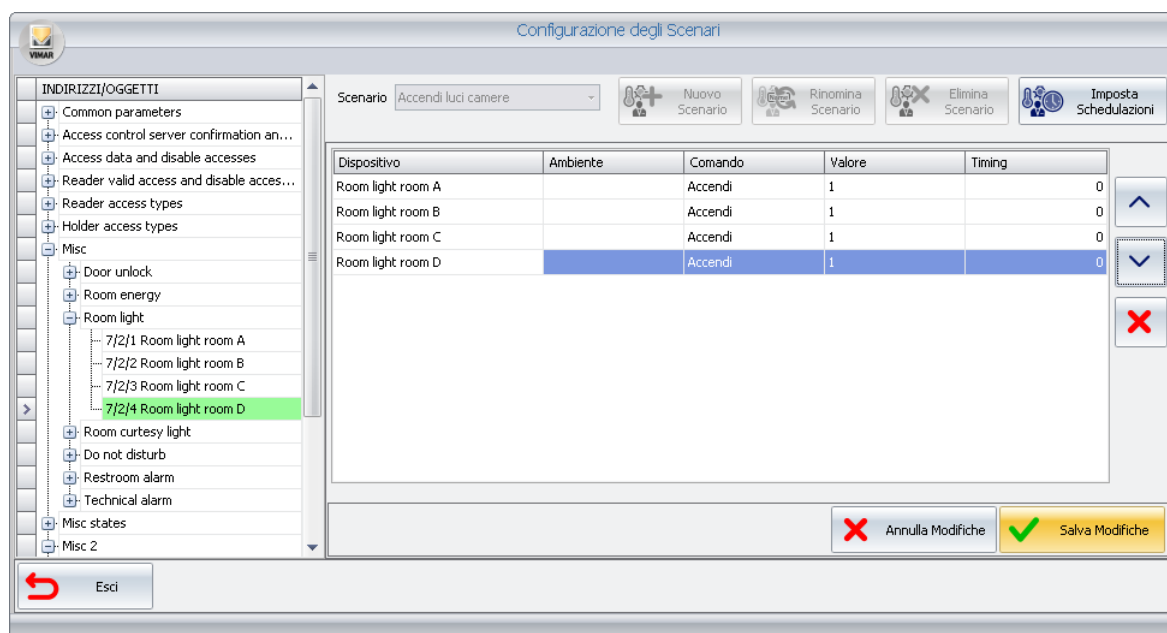 Configurazione degli Scenari
VIMAR
INDIRIZZI/OGGETTI
Common parameters
Access control server confirmation an...
Access data and disable accesses
Reader valid access and disable acces...
Reader access types
Holder access types
Misc
Door unlock
Room energy
Room light
7/2/1 Room light room A
7/2/2 Room light room B
7/2/3 Room light room C
7/2/4 Room light room D
Room curtesy light
Do not disturb
Restroom alarm
Technical alarm
Misc states
Misc 2
Scenario Accendi luci camere
Nuovo
Scenario
Rinomina
Scenario
Elimina
Scenario
Imposta
Schedulazioni
Dispositivo Ambiente Comando Valore Timing
Room light room A Accendi 1 0
Room light room B Accendi 1 0
Room light room C Accendi 1 0
Room light room D Accendi 1 0
Annulla Modifiche Salva Modifiche
Esci